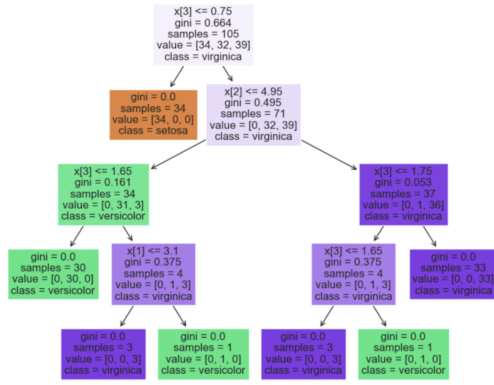 x[3] <= 0.75
gini = 0.664
samples = 105
value = [34, 32, 39]
class = virginica
gini = 0.0
samples = 34
value = [34, 0, 0]
class = setosa
x[2] <= 4.95
gini = 0.495
samples = 71
value = [0, 32, 39]
class = virginica
x[3] <= 1.65
gini = 0.161
samples = 34
value = [0, 31, 3]
class = versicolor
x[3] <= 1.75
gini = 0.053
samples = 37
value = [0, 1, 36]
class = virginica
gini = 0.0
samples = 30
value = [0, 30, 0]
class = versicolor
x[1] <= 3.1
gini = 0.375
samples = 4
value = [0, 1, 3]
class = virginica
x[3] <= 1.65
gini = 0.375
samples = 4
value = [0, 1, 3]
class = virginica
gini = 0.0
samples = 33
value = [0, 0, 33]
class = virginica
gini = 0.0
samples = 3
value = [0, 0, 3]
class = virginica
gini = 0.0
samples = 1
value = [0, 1, 0]
class = versicolor
gini = 0.0
samples = 3
value = [0, 0, 3]
class = virginica
gini = 0.0
samples = 1
value = [0, 1, 0]
class = versicolor